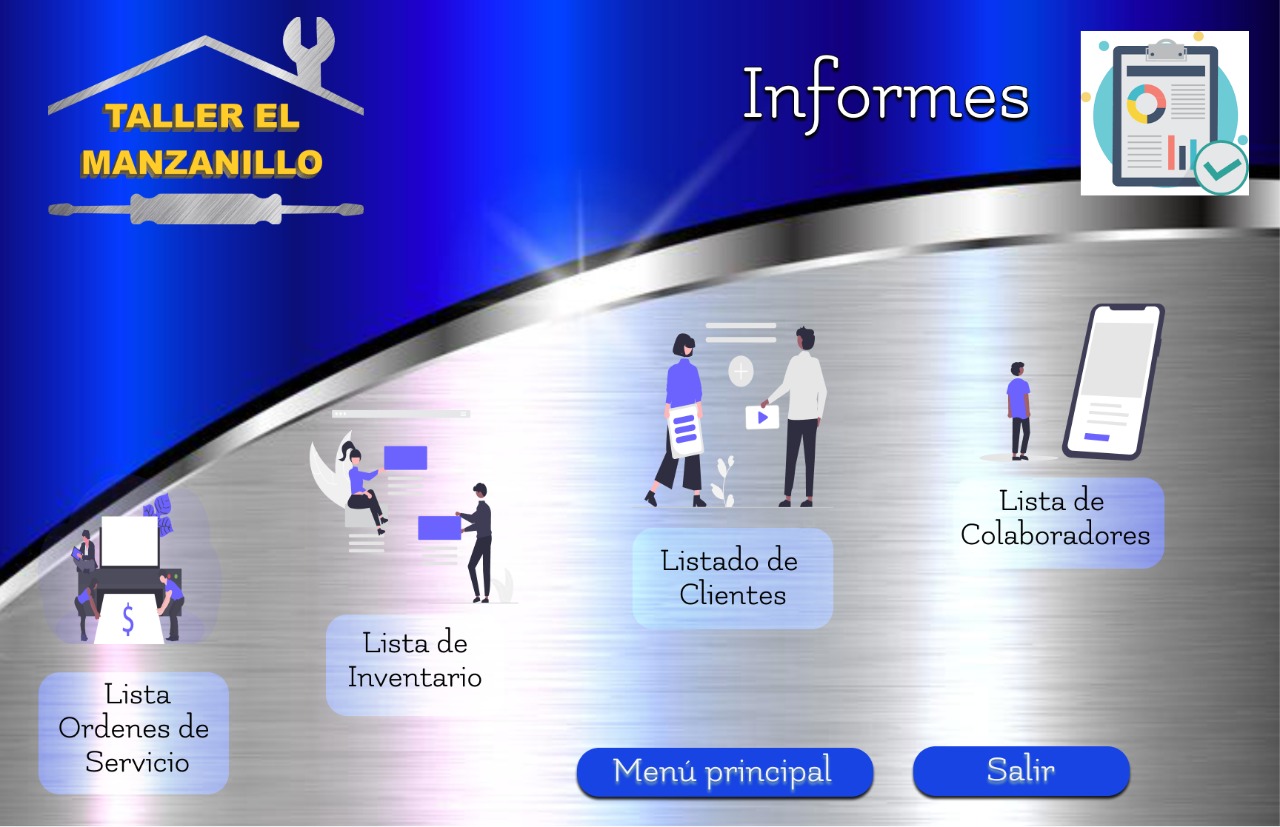 TALLER EL
MANZANILLO
Informes
Lista de
Colaboradores
Listado de
Clientes
Lista de
Inventario
Lista
Ordenes de
Servicio
$
Menú principal
Salir